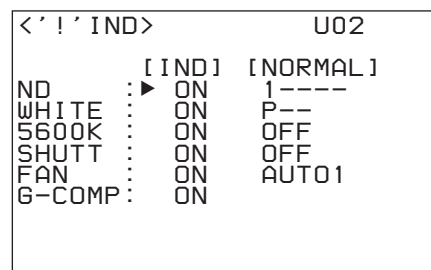 <'!'IND> U02
[IND] [NORMAL]
ND :▶ ON 1----
WHITE : ON P--
5600K : ON OFF
SHUTT : ON OFF
FAN : ON AUTO1
G-COMP: ON